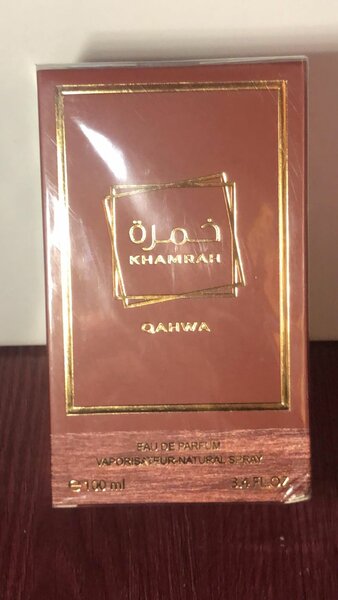 خمرة
KHAMRAH
QAHWA
EAU DE PARFUM
VAPORISATEUR-NATURAL SPRAY
℮ 100 ml 3.4 FL.OZ